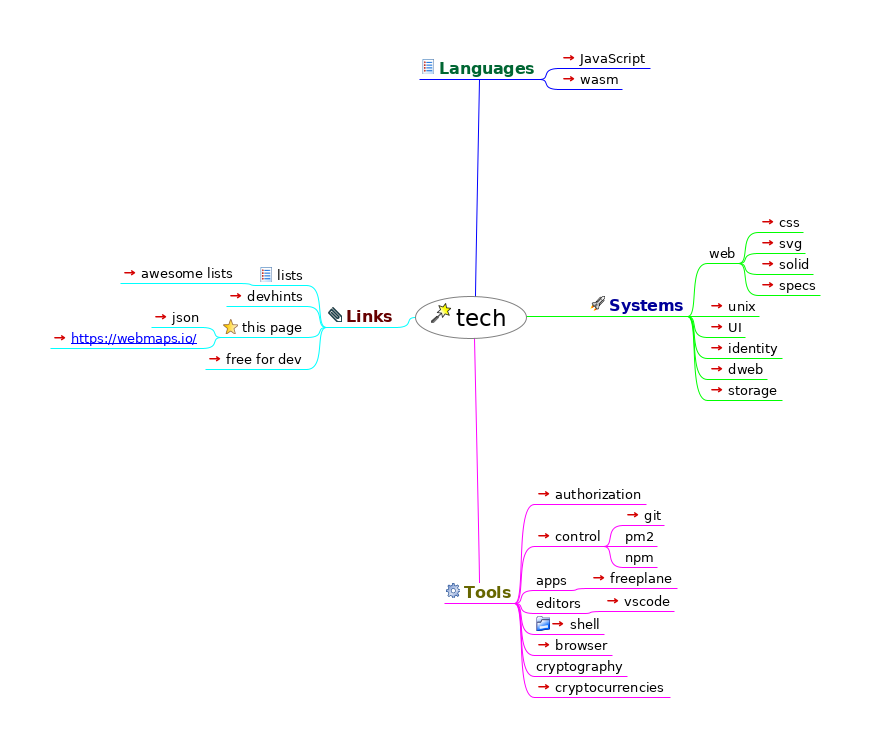 Languages
JavaScript
wasm
tech
Systems
web
css
svg
solid
specs
unix
UI
identity
dweb
storage
Links
lists
awesome lists
devhints
this page
json
https://webmaps.io/
free for dev
Tools
authorization
control
git
pm2
npm
apps
freeplane
editors
vscode
shell
browser
cryptography
cryptocurrencies